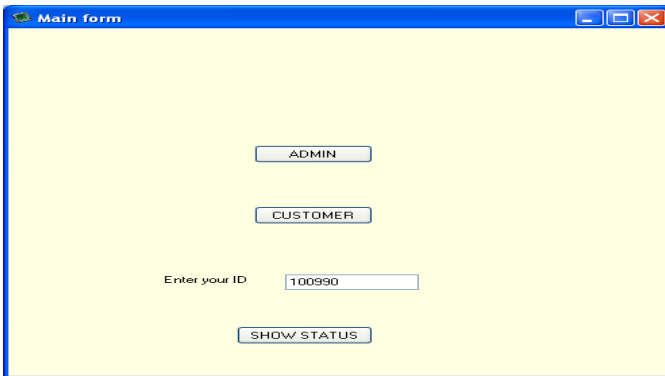 Main form
ADMIN
CUSTOMER
Enter your ID 100990
SHOW STATUS